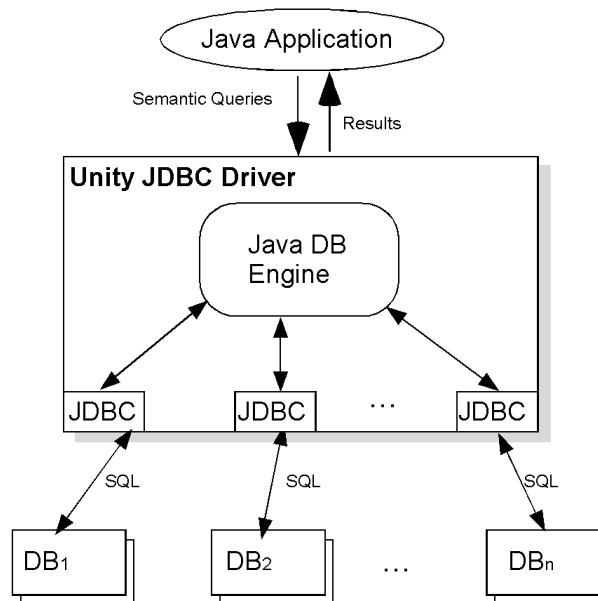 Java Application
Semantic Queries
Results
Unity JDBC Driver
Java DB
Engine
JDBC
JDBC
...
JDBC
SQL
SQL
SQL
DB1
DB2
...
DBn